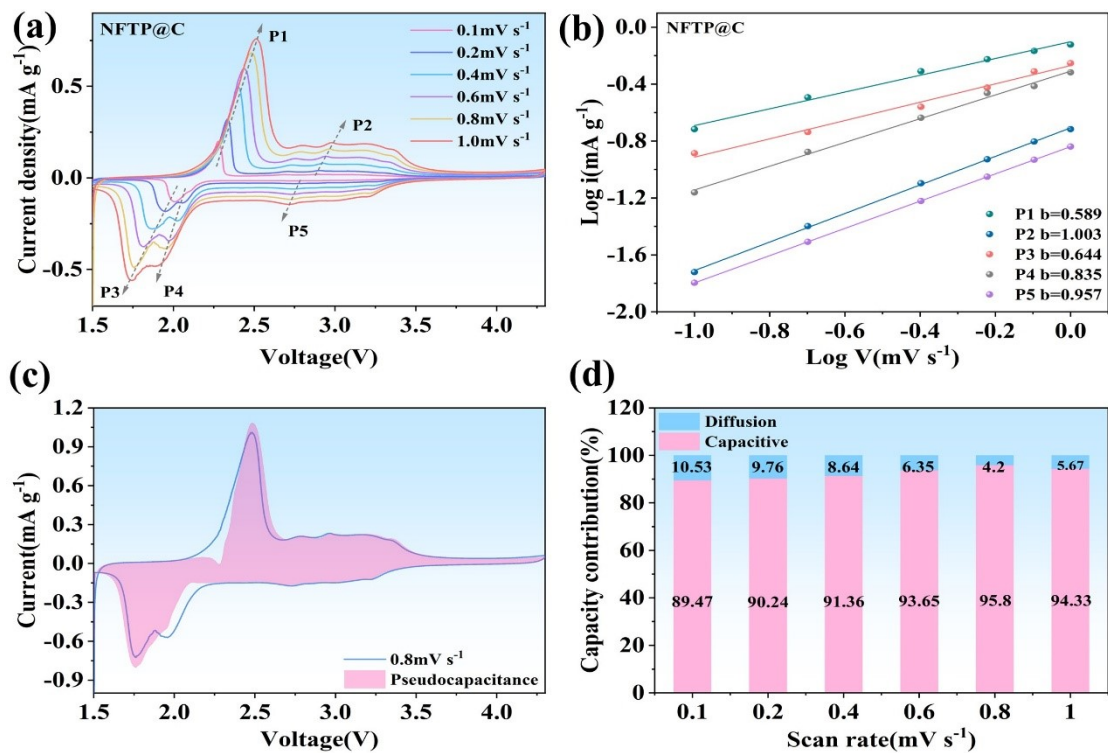 (a)
NFTP@C
P1
P2
P3
P4
P5
0.1mV s⁻¹
0.2mV s⁻¹
0.4mV s⁻¹
0.6mV s⁻¹
0.8mV s⁻¹
1.0mV s⁻¹
Current density(mA g⁻¹)
0.5
0.0
-0.5
1.5 2.0 2.5 3.0 3.5 4.0
Voltage(V)
(b)
NFTP@C
Log i(mA g⁻¹)
0.0
-0.4
-0.8
-1.2
-1.6
-2.0
P1 b=0.589
P2 b=1.003
P3 b=0.644
P4 b=0.835
P5 b=0.957
-1.0 -0.8 -0.6 -0.4 -0.2 0.0
Log V(mV s⁻¹)
(c)
Current(mA g⁻¹)
1.2
0.9
0.6
0.3
0.0
-0.3
-0.6
-0.9
0.8mV s⁻¹
Pseudocapacitance
1.5 2.0 2.5 3.0 3.5 4.0
Voltage(V)
(d)
Capacity contribution(%)
120
100
80
60
40
20
0
Diffusion
Capacitive
10.53 9.76 8.64 6.35 4.2 5.67
89.47 90.24 91.36 93.65 95.8 94.33
0.1 0.2 0.4 0.6 0.8 1
Scan rate(mV s⁻¹)